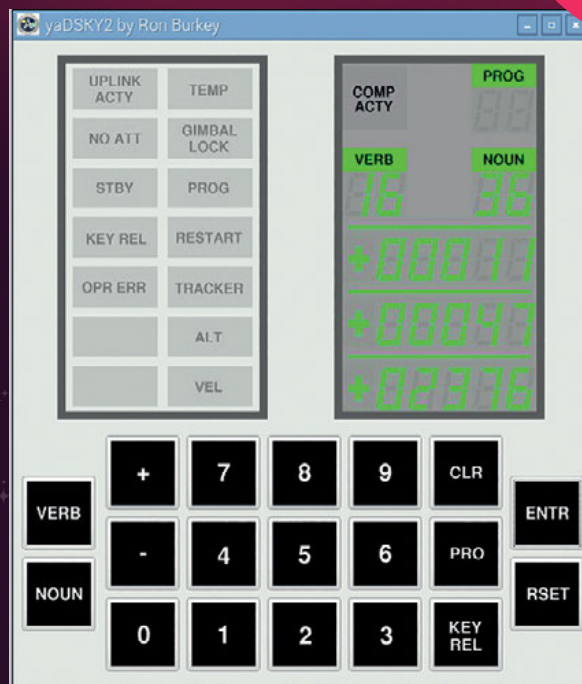 yaDSKY2 by Ron Burkey
UPLINK
ACTY
TEMP
NO ATT
GIMBAL
LOCK
STBY
PROG
KEY REL
RESTART
OPR ERR
TRACKER
ALT
VEL
COMP
ACTY
PROG
VERB
NOUN
16
36
+00011
+00047
+02376
VERB
NOUN
+
7
8
9
CLR
-
4
5
6
PRO
0
1
2
3
KEY
REL
ENTR
RSET